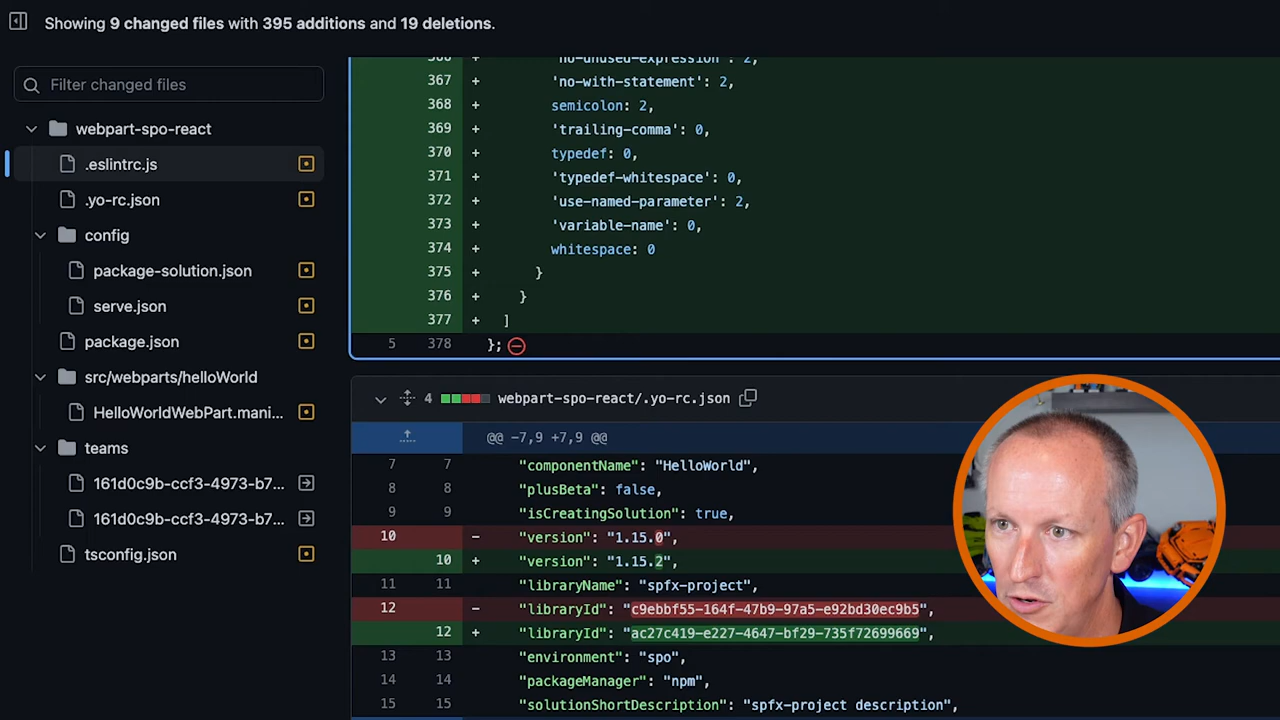 Showing 9 changed files with 395 additions and 19 deletions.
Filter changed files
webpart-spo-react
.eslintrc.js
.yo-rc.json
config
package-solution.json
serve.json
package.json
src/webparts/helloWorld
HelloWorldWebPart.mani...
teams
161d0c9b-ccf3-4973-b7...
161d0c9b-ccf3-4973-b7...
tsconfig.json
366 + 'no-unused-expression': 2,
367 + 'no-with-statement': 2,
368 + semicolon: 2,
369 + 'trailing-comma': 0,
370 + typedef: 0,
371 + 'typedef-whitespace': 0,
372 + 'use-named-parameter': 2,
373 + 'variable-name': 0,
374 + whitespace: 0
375 + }
376 + }
377 + ]
5 378 };
4 webpart-spo-react/.yo-rc.json
@@ -7,9 +7,9 @@
7 7 "componentName": "HelloWorld",
8 8 "plusBeta": false,
9 9 "isCreatingSolution": true,
10 - "version": "1.15.0",
10 + "version": "1.15.2",
11 11 "libraryName": "spfx-project",
12 - "libraryId": "c9ebbf55-164f-47b9-97a5-e92bd30ec9b5",
12 + "libraryId": "ac27c419-e227-4647-bf29-735f72699669",
13 13 "environment": "spo",
14 14 "packageManager": "npm",
15 15 "solutionShortDescription": "spfx-project description",